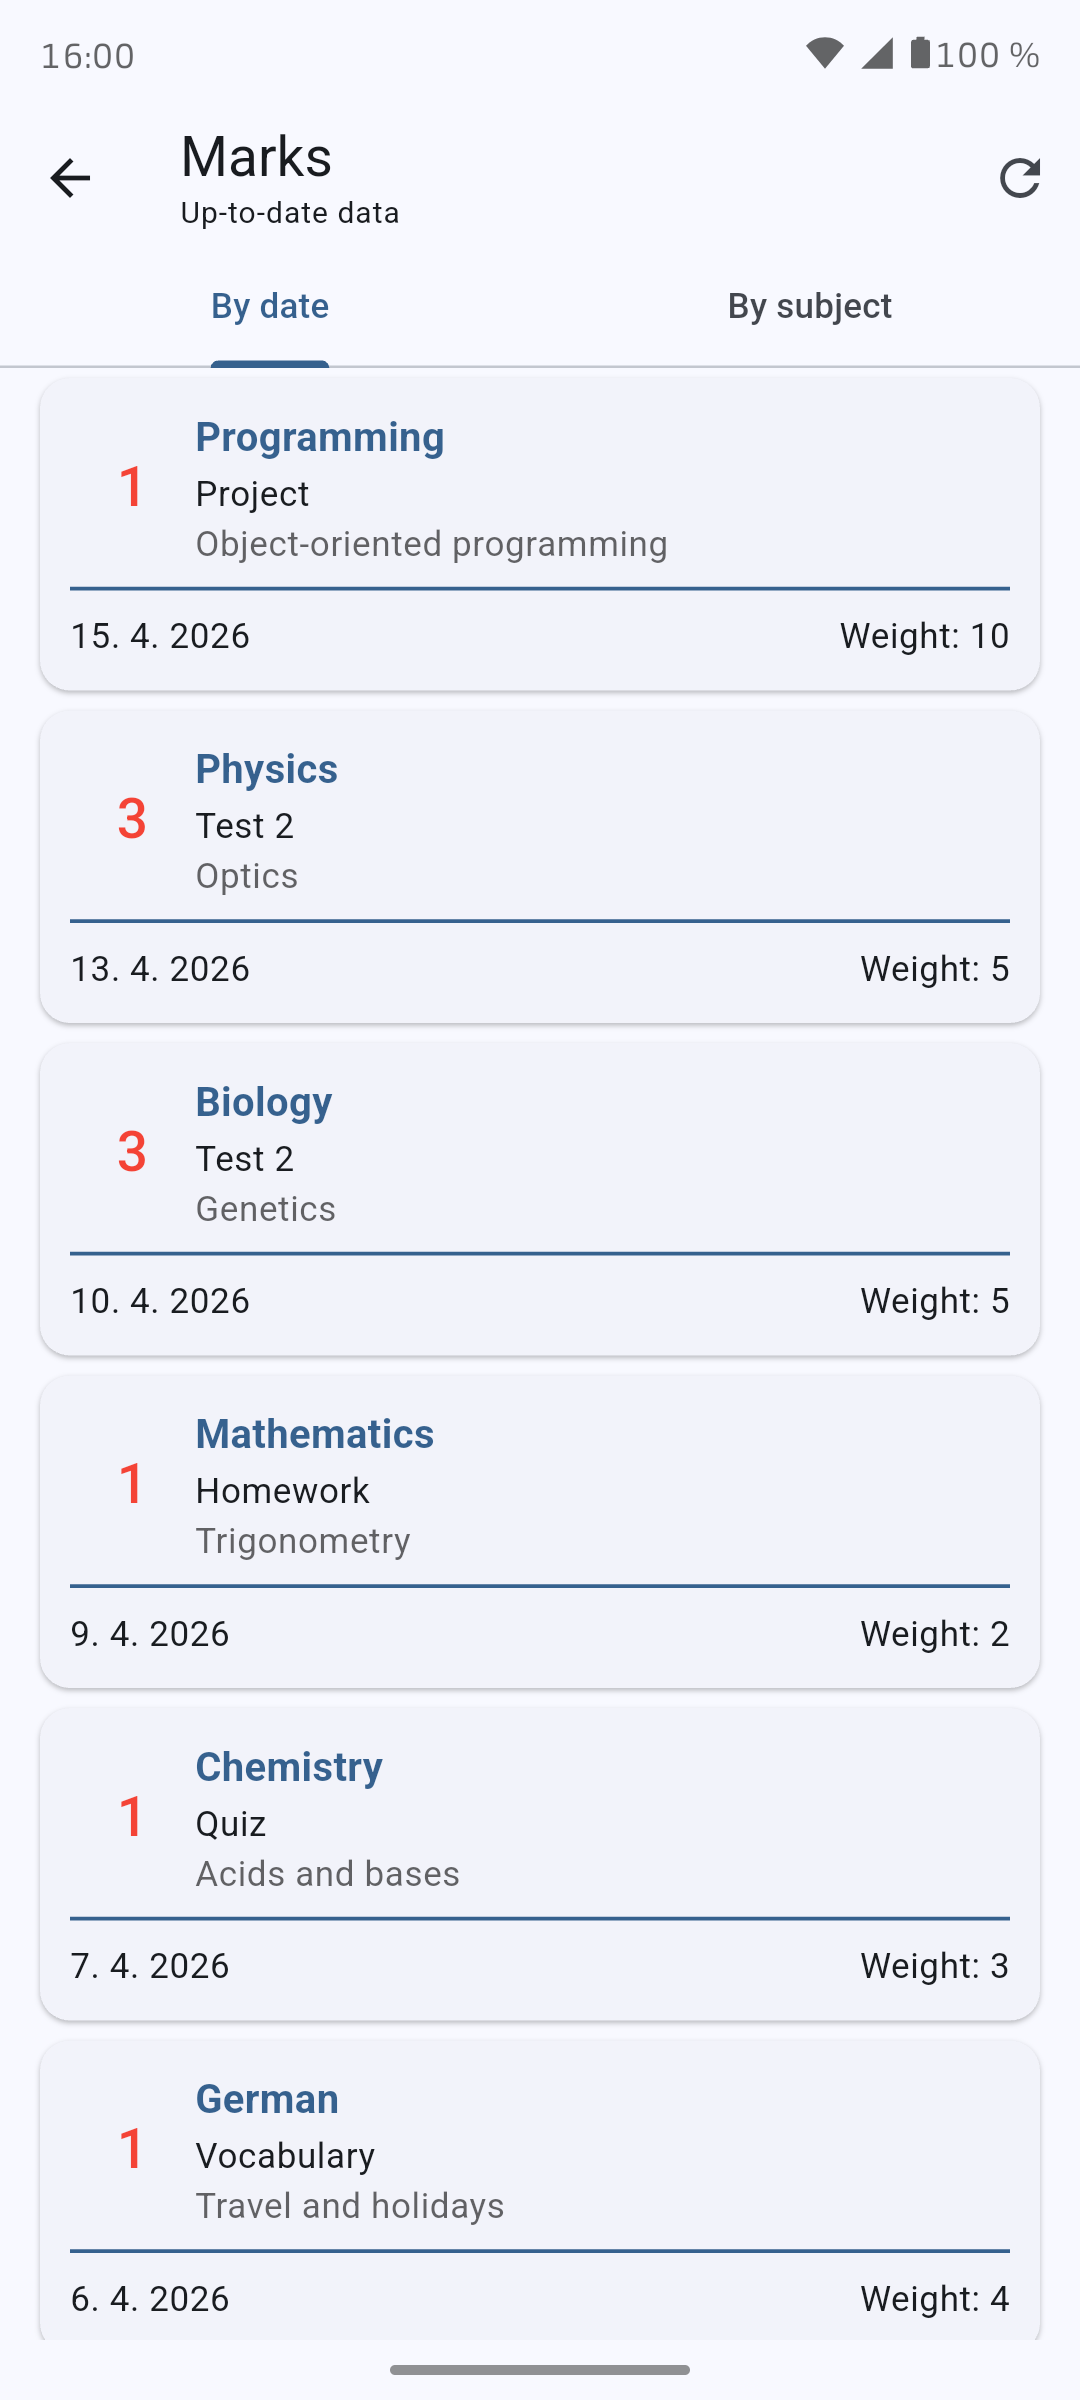 16:00
100 %
Marks
Up-to-date data
By date
By subject
Programming
1
Project
Object-oriented programming
15. 4. 2026
Weight: 10
Physics
3
Test 2
Optics
13. 4. 2026
Weight: 5
Biology
3
Test 2
Genetics
10. 4. 2026
Weight: 5
Mathematics
1
Homework
Trigonometry
9. 4. 2026
Weight: 2
Chemistry
1
Quiz
Acids and bases
7. 4. 2026
Weight: 3
German
1
Vocabulary
Travel and holidays
6. 4. 2026
Weight: 4